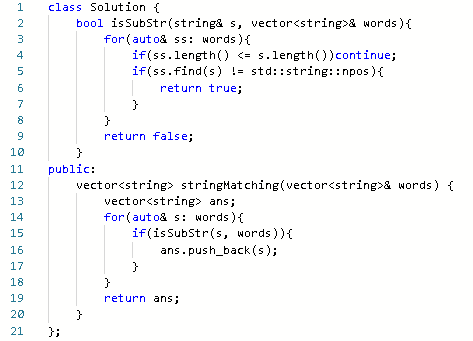 1 class Solution {
2     bool isSubStr(string& s, vector<string>& words){
3         for(auto& ss: words){
4             if(ss.length() <= s.length())continue;
5             if(ss.find(s) != std::string::npos){
6                 return true;
7             }
8         }
9         return false;
10     }
11 public:
12     vector<string> stringMatching(vector<string>& words) {
13         vector<string> ans;
14         for(auto& s: words){
15             if(isSubStr(s, words)){
16                 ans.push_back(s);
17             }
18         }
19         return ans;
20     }
21 };